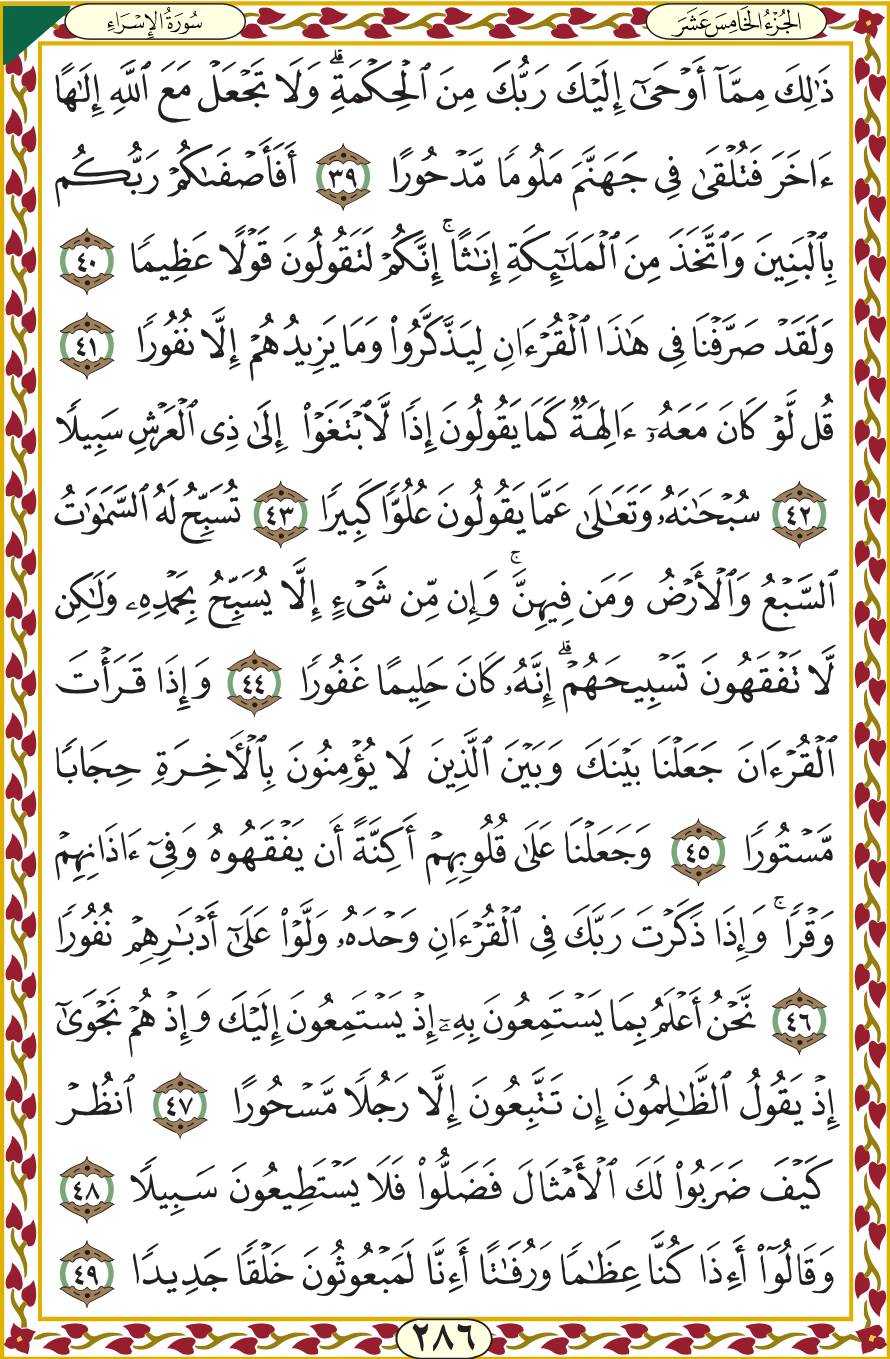 الجُزْءُ الخَامِسَ عَشَرَ
سُورَةُ الإِسْرَاءِ
ذَٰلِكَ مِمَّآ أَوْحَىٰٓ إِلَيْكَ رَبُّكَ مِنَ ٱلْحِكْمَةِۗ وَلَا تَجْعَلْ مَعَ ٱللَّهِ إِلَٰهًا
ءَاخَرَ فَتُلْقَىٰ فِى جَهَنَّمَ مَلُومًا مَّدْحُورًا ٣٩ أَفَأَصْفَىٰكُمْ رَبُّكُم
بِٱلْبَنِينَ وَٱتَّخَذَ مِنَ ٱلْمَلَٰٓئِكَةِ إِنَٰثًاۚ إِنَّكُمْ لَتَقُولُونَ قَوْلًا عَظِيمًا ٤٠
وَلَقَدْ صَرَّفْنَا فِى هَٰذَا ٱلْقُرْءَانِ لِيَذَّكَّرُوا۟ وَمَا يَزِيدُهُمْ إِلَّا نُفُورًا ٤١
قُل لَّوْ كَانَ مَعَهُۥٓ ءَالِهَةٌ كَمَا يَقُولُونَ إِذًا لَّٱبْتَغَوْا۟ إِلَىٰ ذِى ٱلْعَرْشِ سَبِيلًا
٤٢ سُبْحَٰنَهُۥ وَتَعَٰلَىٰ عَمَّا يَقُولُونَ عُلُوًّا كَبِيرًا ٤٣ تُسَبِّحُ لَهُ ٱلسَّمَٰوَٰتُ
ٱلسَّبْعُ وَٱلْأَرْضُ وَمَن فِيهِنَّۚ وَإِن مِّن شَىْءٍ إِلَّا يُسَبِّحُ بِحَمْدِهِۦ وَلَٰكِن
لَّا تَفْقَهُونَ تَسْبِيحَهُمْۗ إِنَّهُۥ كَانَ حَلِيمًا غَفُورًا ٤٤ وَإِذَا قَرَأْتَ
ٱلْقُرْءَانَ جَعَلْنَا بَيْنَكَ وَبَيْنَ ٱلَّذِينَ لَا يُؤْمِنُونَ بِٱلْأَخِرَةِ حِجَابًا
مَّسْتُورًا ٤٥ وَجَعَلْنَا عَلَىٰ قُلُوبِهِمْ أَكِنَّةً أَن يَفْقَهُوهُ وَفِىٓ ءَاذَانِهِمْ
وَقْرًاۚ وَإِذَا ذَكَرْتَ رَبَّكَ فِى ٱلْقُرْءَانِ وَحْدَهُۥ وَلَّوْا۟ عَلَىٰٓ أَدْبَٰرِهِمْ نُفُورًا
٤٦ نَّحْنُ أَعْلَمُ بِمَا يَسْتَمِعُونَ بِهِۦٓ إِذْ يَسْتَمِعُونَ إِلَيْكَ وَإِذْ هُمْ نَجْوَىٰٓ
إِذْ يَقُولُ ٱلظَّٰلِمُونَ إِن تَتَّبِعُونَ إِلَّا رَجُلًا مَّسْحُورًا ٤٧ ٱنظُرْ
كَيْفَ ضَرَبُوا۟ لَكَ ٱلْأَمْثَالَ فَضَلُّوا۟ فَلَا يَسْتَطِيعُونَ سَبِيلًا ٤٨
وَقَالُوٓا۟ أَءِذَا كُنَّا عِظَٰمًا وَرُفَٰتًا أَءِنَّا لَمَبْعُوثُونَ خَلْقًا جَدِيدًا ٤٩
٢٨٦